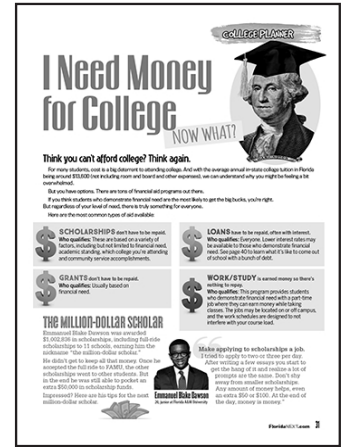 COLLEGE PLANNER
I Need Money
for College
NOW WHAT?
Think you can't afford college? Think again.
For many students, cost is a big deterrent to attending college. And with the average annual in-state college tuition in Florida
being around $13,800 (not including room and board and other expenses), we can understand why you might be feeling a bit
overwhelmed.
But you have options. There are tons of financial aid programs out there.
If you think students who demonstrate financial need are the most likely to get the big bucks, you're right.
But regardless of your level of need, there is truly something for everyone.
Here are the most common types of aid available:
$
SCHOLARSHIPS don't have to be repaid.
Who qualifies: These are based on a variety of
factors, including but not limited to financial need,
academic standing, which college you're attending
and community service accomplishments.
$
GRANTS don't have to be repaid.
Who qualifies: Usually based on
financial need.
$
LOANS have to be repaid, often with interest.
Who qualifies: Everyone. Lower interest rates may
be available to those who demonstrate financial
need. See page 40 to learn what it's like to come out
of school with a bunch of debt.
$
WORK/STUDY is earned money so there's
nothing to repay.
Who qualifies: This program provides students
who demonstrate financial need with a part-time
job where they can earn money while taking
classes. The jobs may be located on or off campus,
and the work schedules are designed to not
interfere with your course load.
THE MILLION-DOLLAR SCHOLAR
Emmanuel Blake Dawson was awarded
$1,002,836 in scholarships, including full-ride
scholarships to 11 schools, earning him the
nickname "the million-dollar scholar."
He didn't get to keep all that money. Once he
accepted the full ride to FAMU, the other
scholarships went to other students. But
in the end he was still able to pocket an
extra $50,000 in scholarship funds.
Impressed? Here are his tips for the next
million-dollar scholar.
Emmanuel Blake Dawson
Make applying to scholarships a job.
I tried to apply to two or three per day.
After writing a few essays you start to
get the hang of it and realize a lot of
prompts are the same. Don't shy
away from smaller scholarships.
Any amount of money helps, even
an extra $50 or $100. At the end of
the day, money is money."
FloridaNEXT.com 31